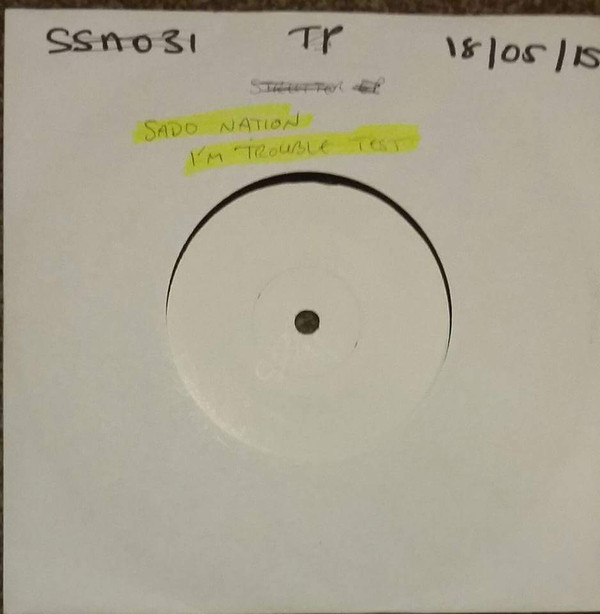 SSN031 TP 18/05/15
SADO NATION
I'M TROUBLE TEST